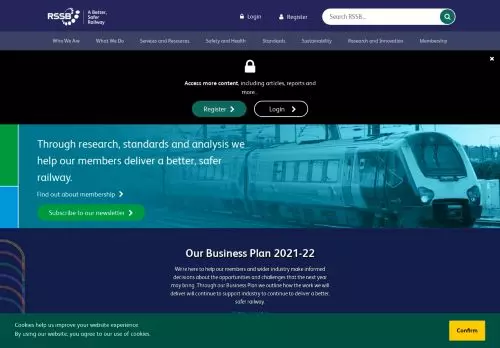 RSSB
A Better,
Safer
Railway
Login
Register
Search RSSB...
Who We Are
What We Do
Services and Resources
Safety and Health
Standards
Sustainability
Research and Innovation
Membership
Access more content, including articles, reports and
more.
Register
Login
Through research, standards and analysis we
help our members deliver a better, safer
railway.
Find out about membership
Subscribe to our newsletter
Our Business Plan 2021-22
We're here to help our members and wider industry make informed
decisions about the opportunities and challenges that the next year
may bring. Through our Business Plan we outline how the work we will
deliver will continue to support industry to continue to deliver a better,
safer railway.
Cookies help us improve your website experience.
By using our website, you agree to our use of cookies.
Confirm